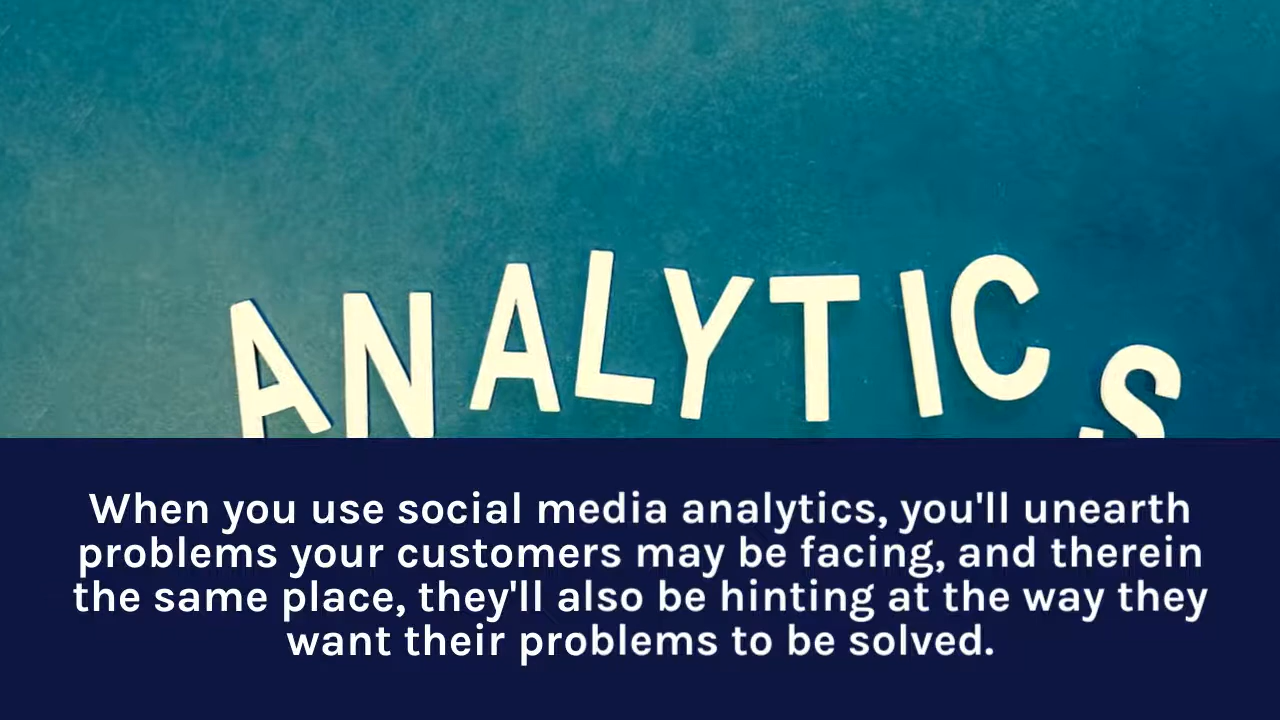 ANALYTICS
When you use social media analytics, you'll unearth
problems your customers may be facing, and therein
the same place, they'll also be hinting at the way they
want their problems to be solved.